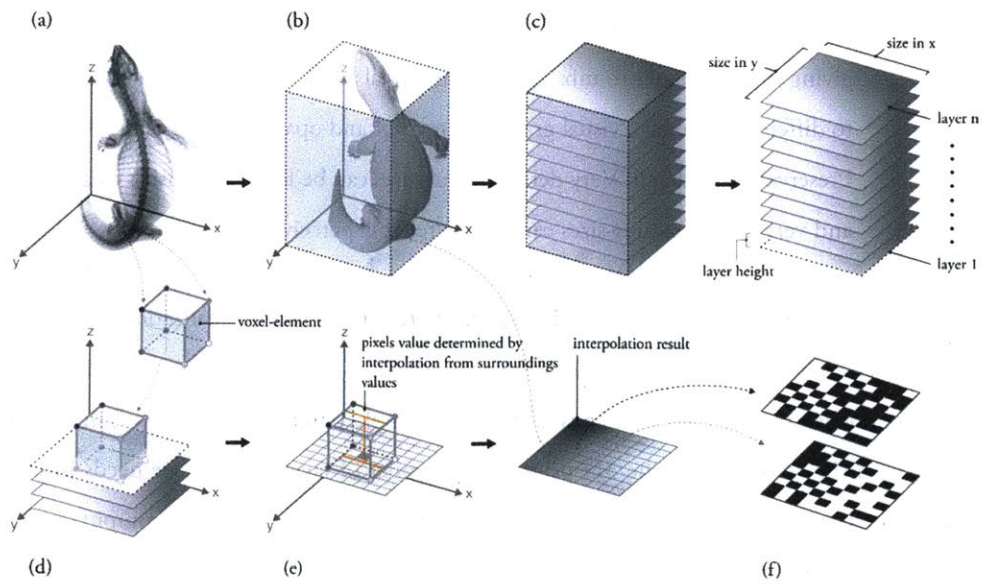 (a)
(b)
(c)
z
x
y
z
x
y
size in y
size in x
layer n
layer height
layer 1
voxel-element
z
x
y
pixels value determined by
interpolation from surroundings
values
z
x
y
interpolation result
(d)
(e)
(f)